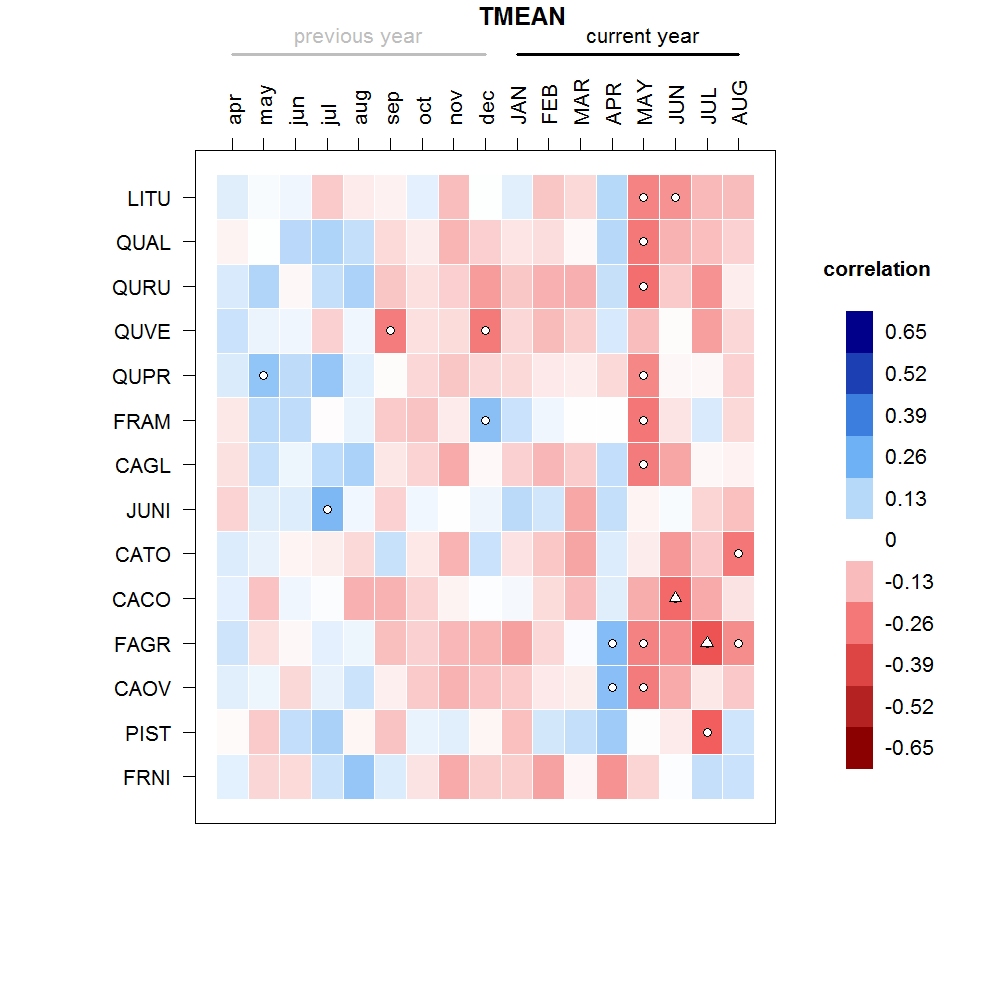 TMEAN
previous year current year
apr may jun jul aug sep oct nov dec JAN FEB MAR APR MAY JUN JUL AUG
LITU
QUAL
QURU
QUVE
QUPR
FRAM
CAGL
JUNI
CATO
CACO
FAGR
CAOV
PIST
FRNI
correlation
0.65
0.52
0.39
0.26
0.13
0
-0.13
-0.26
-0.39
-0.52
-0.65